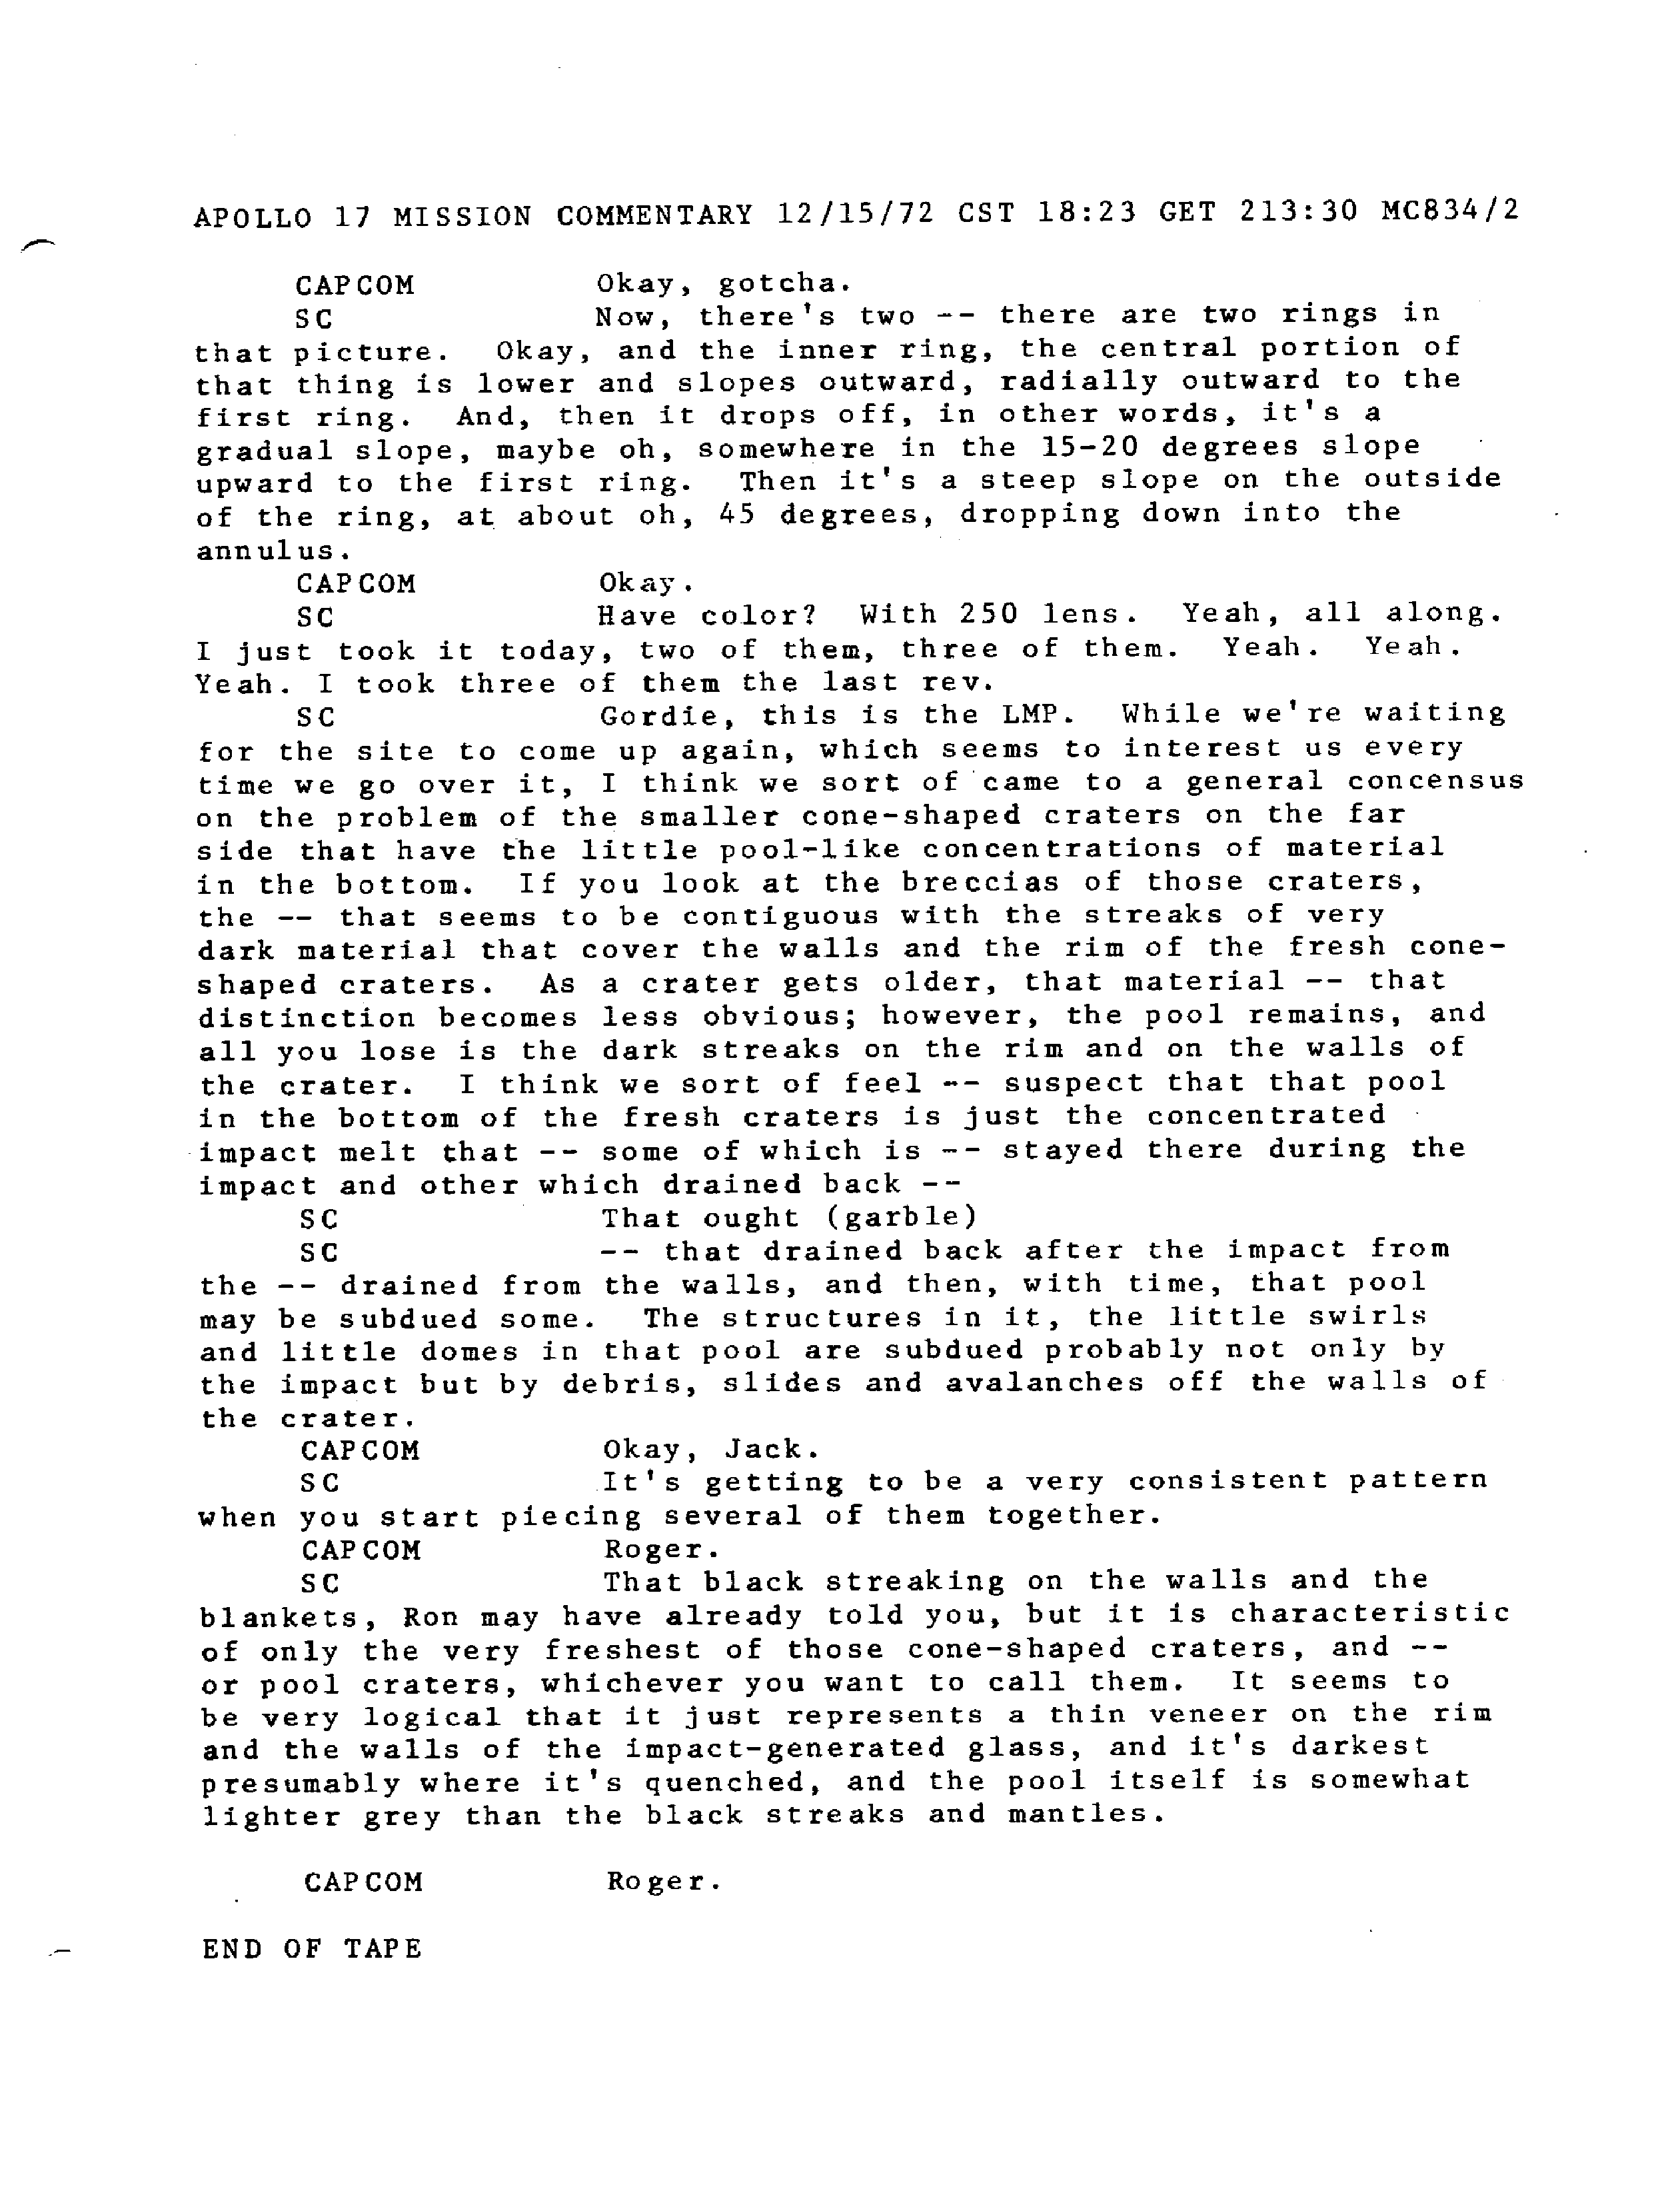 APOLLO 17 MISSION COMMENTARY 12/15/72 CST 18:23 GET 213:30 MC834/2
CAPCOM Okay, gotcha.
SC Now, there's two -- there are two rings in
that picture. Okay, and the inner ring, the central portion of
that thing is lower and slopes outward, radially outward to the
first ring. And, then it drops off, in other words, it's a
gradual slope, maybe oh, somewhere in the 15-20 degrees slope
upward to the first ring. Then it's a steep slope on the outside
of the ring, at about oh, 45 degrees, dropping down into the
annulus.
CAPCOM Okay.
SC Have color? With 250 lens. Yeah, all along.
I just took it today, two of them, three of them. Yeah. Yeah.
Yeah. I took three of them the last rev.
SC Gordie, this is the LMP. While we're waiting
for the site to come up again, which seems to interest us every
time we go over it, I think we sort of came to a general concensus
on the problem of the smaller cone-shaped craters on the far
side that have the little pool-like concentrations of material
in the bottom. If you look at the breccias of those craters,
the -- that seems to be contiguous with the streaks of very
dark material that cover the walls and the rim of the fresh cone-
shaped craters. As a crater gets older, that material -- that
distinction becomes less obvious; however, the pool remains, and
all you lose is the dark streaks on the rim and on the walls of
the crater. I think we sort of feel -- suspect that that pool
in the bottom of the fresh craters is just the concentrated
impact melt that -- some of which is -- stayed there during the
impact and other which drained back --
SC That ought (garble)
SC -- that drained back after the impact from
the -- drained from the walls, and then, with time, that pool
may be subdued some. The structures in it, the little swirls
and little domes in that pool are subdued probably not only by
the impact but by debris, slides and avalanches off the walls of
the crater.
CAPCOM Okay, Jack.
SC It's getting to be a very consistent pattern
when you start piecing several of them together.
CAPCOM Roger.
SC That black streaking on the walls and the
blankets, Ron may have already told you, but it is characteristic
of only the very freshest of those cone-shaped craters, and --
or pool craters, whichever you want to call them. It seems to
be very logical that it just represents a thin veneer on the rim
and the walls of the impact-generated glass, and it's darkest
presumably where it's quenched, and the pool itself is somewhat
lighter grey than the black streaks and mantles.
CAPCOM Roger.
END OF TAPE